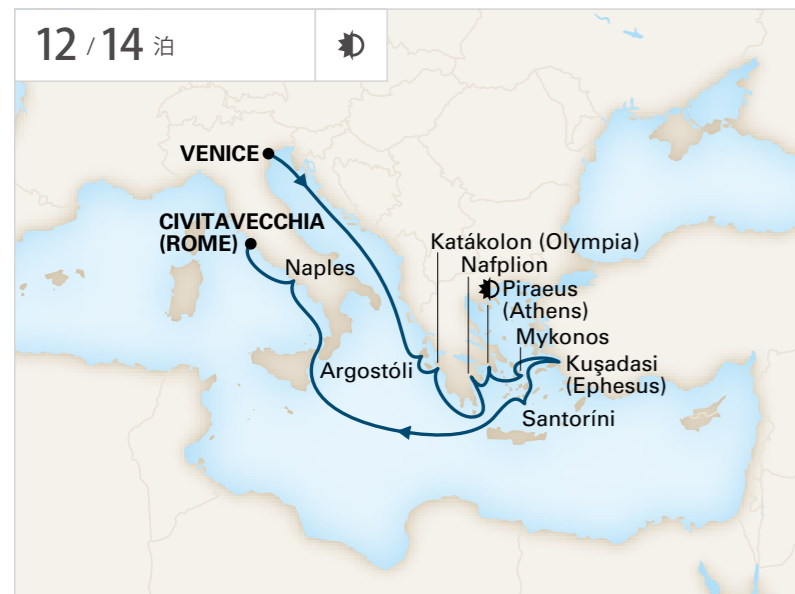 12 / 14 泊
VENICE
CIVITAVECCHIA
(ROME)
Naples
Katákolon (Olympia)
Nafplion
Piraeus
(Athens)
Mykonos
Argostóli
Kuşadasi
(Ephesus)
Santoríni